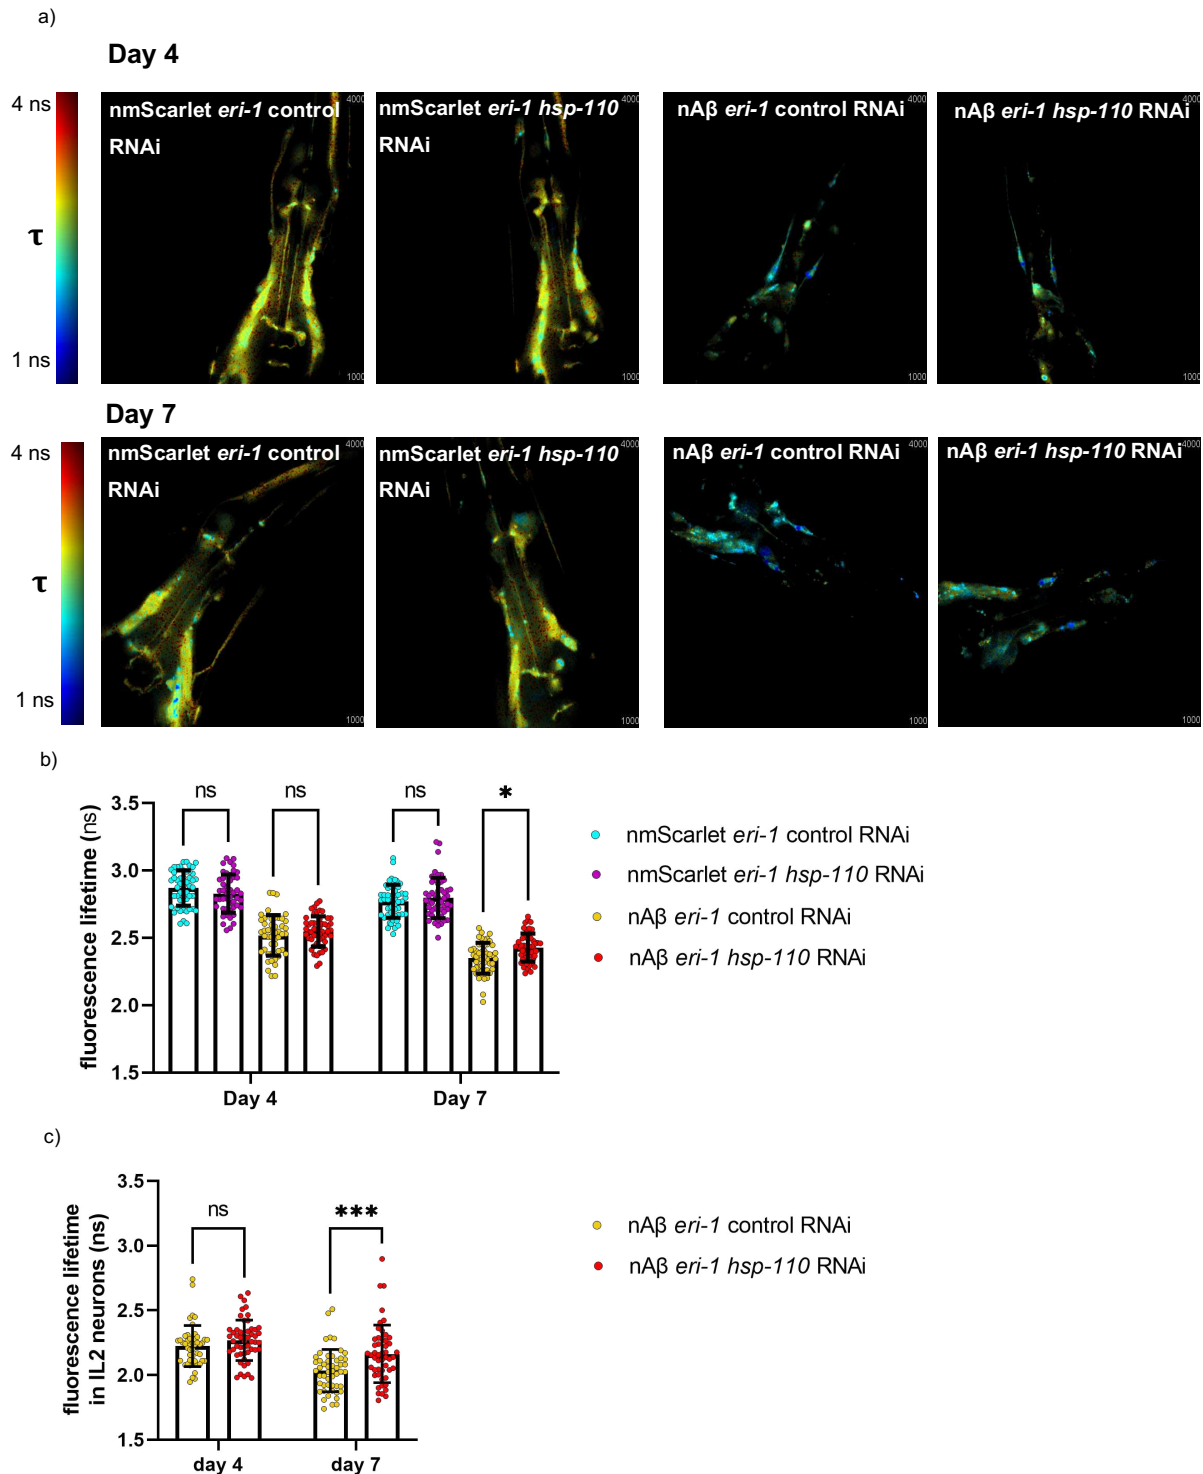 a)
Day 4
4 ns
τ
1 ns
nmScarlet eri-1 control
RNAi
4000
1000
nmScarlet eri-1 hsp-110
RNAi
4000
1000
nAβ eri-1 control RNAi
4000
1000
nAβ eri-1 hsp-110 RNAi
4000
1000
Day 7
4 ns
τ
1 ns
nmScarlet eri-1 control
RNAi
4000
1000
nmScarlet eri-1 hsp-110
RNAi
4000
1000
nAβ eri-1 control RNAi
4000
1000
nAβ eri-1 hsp-110 RNAi
4000
1000
b)
fluorescence lifetime (ns)
3.5
3.0
2.5
2.0
1.5
ns
ns
ns
*
Day 4
Day 7
nmScarlet eri-1 control RNAi
nmScarlet eri-1 hsp-110 RNAi
nAβ eri-1 control RNAi
nAβ eri-1 hsp-110 RNAi
c)
fluorescence lifetime
in IL2 neurons (ns)
3.5
3.0
2.5
2.0
1.5
ns
***
day 4
day 7
nAβ eri-1 control RNAi
nAβ eri-1 hsp-110 RNAi